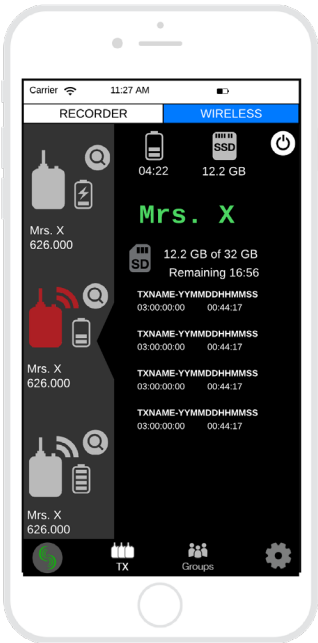 Carrier 11:27 AM
RECORDER WIRELESS
SSD
04:22 12.2 GB
Mrs. X
626.000
Mrs. X
SD
12.2 GB of 32 GB
Remaining 16:56
TXNAME-YYMMDDHHMMSS
03:00:00:00 00:44:17
TXNAME-YYMMDDHHMMSS
03:00:00:00 00:44:17
TXNAME-YYMMDDHHMMSS
03:00:00:00 00:44:17
TXNAME-YYMMDDHHMMSS
03:00:00:00 00:44:17
Mrs. X
626.000
Mrs. X
626.000
TX Groups